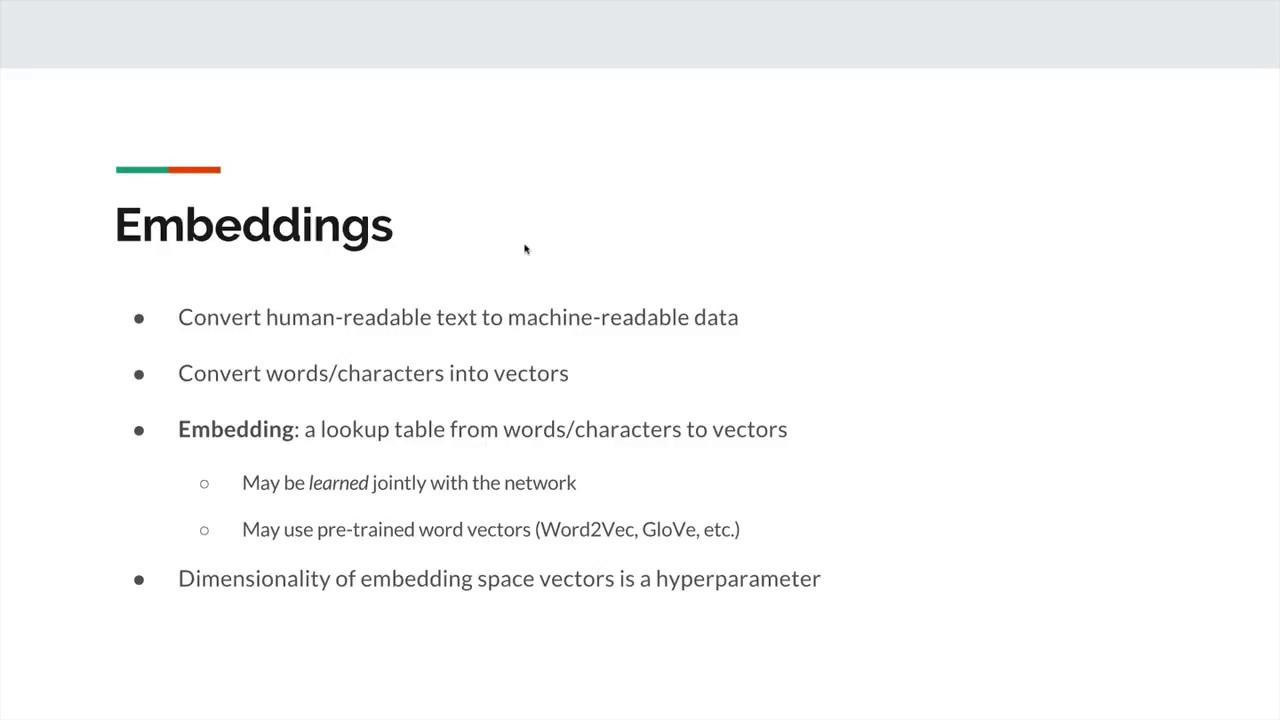 Embeddings
● Convert human-readable text to machine-readable data
● Convert words/characters into vectors
● Embedding: a lookup table from words/characters to vectors
○ May be learned jointly with the network
○ May use pre-trained word vectors (Word2Vec, GloVe, etc.)
● Dimensionality of embedding space vectors is a hyperparameter